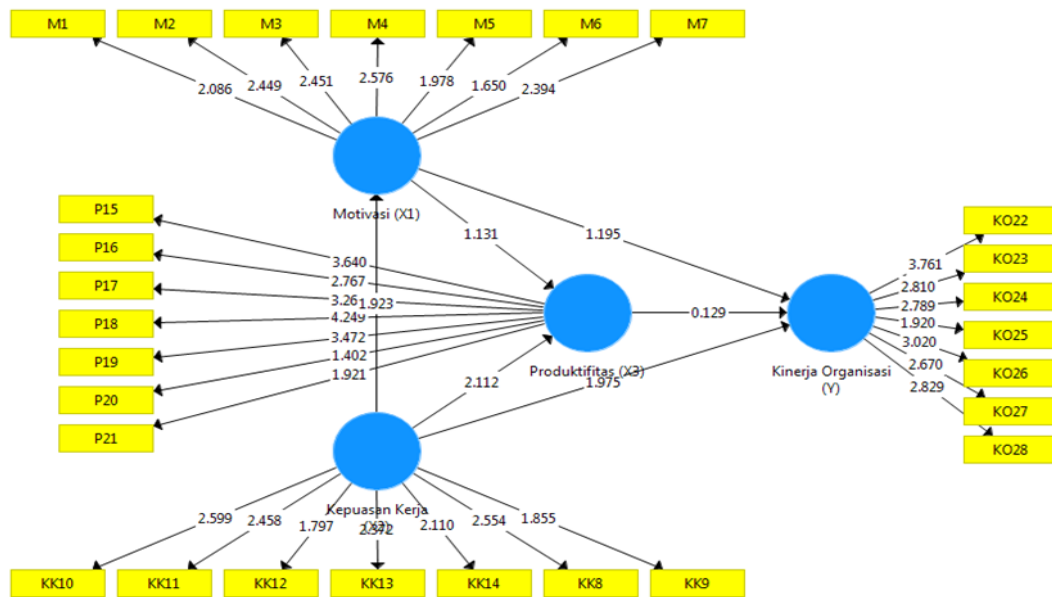 M1
M2
M3
M4
M5
M6
M7
2.086
2.449
2.451
2.576
1.978
1.650
2.394
Motivasi (X1)
P15
P16
P17
P18
P19
P20
P21
3.640
2.767
3.26
1.923
4.249
3.472
1.402
1.921
1.131
1.195
0.129
2.112
1.975
Produktifitas (X3)
Kinerja Organisasi
(Y)
KO22
KO23
KO24
KO25
KO26
KO27
KO28
3.761
2.810
2.789
1.920
3.020
2.670
2.829
Kepuasan Kerja
(X2)
2.599
2.458
1.797
2.372
2.110
2.554
1.855
KK10
KK11
KK12
KK13
KK14
KK8
KK9